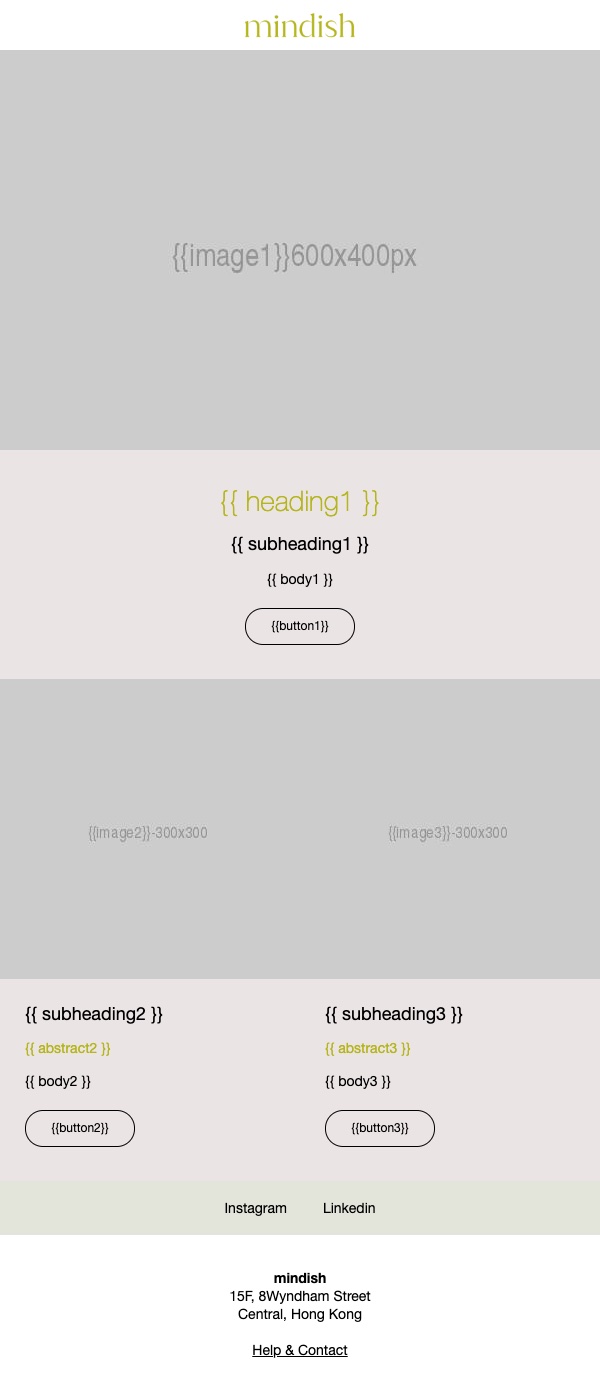 mindish
{{image1}}600x400px
{{ heading1 }}
{{ subheading1 }}
{{ body1 }}
{{button1}}
{{image2}}-300x300
{{image3}}-300x300
{{ subheading2 }}
{{ abstract2 }}
{{ body2 }}
{{button2}}
{{ subheading3 }}
{{ abstract3 }}
{{ body3 }}
{{button3}}
Instagram Linkedin
mindish
15F, 8Wyndham Street
Central, Hong Kong
Help & Contact